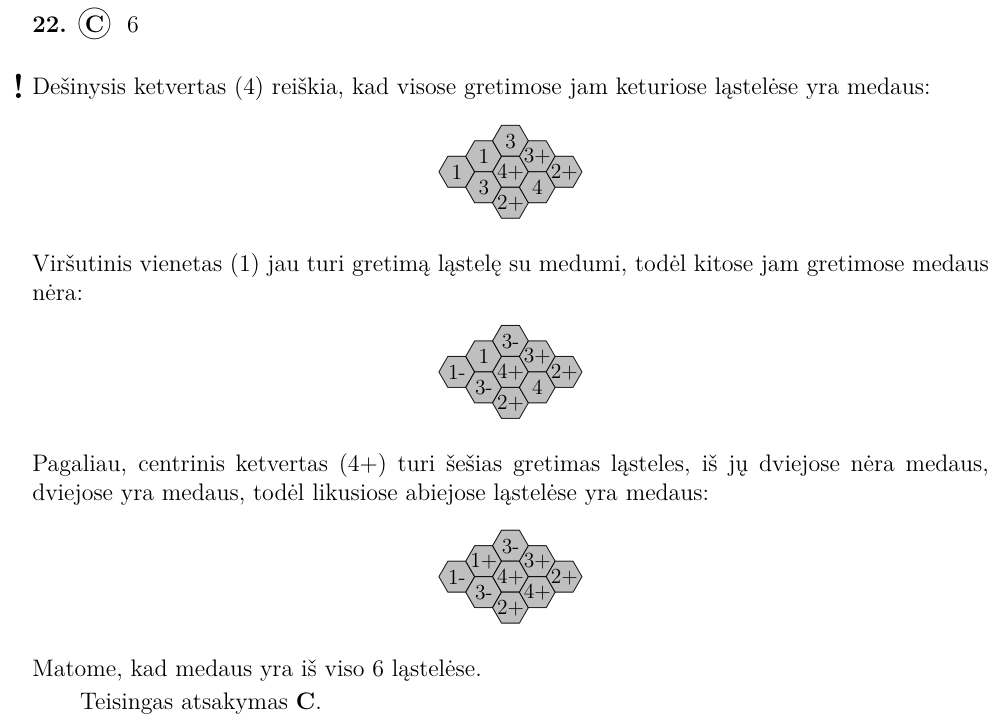 22. C 6
! Dešinysis ketvertas (4) reiškia, kad visose gretimose jam keturiose ląstelėse yra medaus:
3
1 3+
1 4+ 2+
3 4
2+
Viršutinis vienetas (1) jau turi gretimą ląstelę su medumi, todėl kitose jam gretimose medaus
nėra:
3-
1 3+
1- 4+ 2+
3- 4
2+
Pagaliau, centrinis ketvertas (4+) turi šešias gretimas ląsteles, iš jų dviejose nėra medaus,
dviejose yra medaus, todėl likusiose abiejose ląstelėse yra medaus:
3-
1+ 3+
1- 4+ 2+
3- 4+
2+
Matome, kad medaus yra iš viso 6 ląstelėse.
Teisingas atsakymas C.